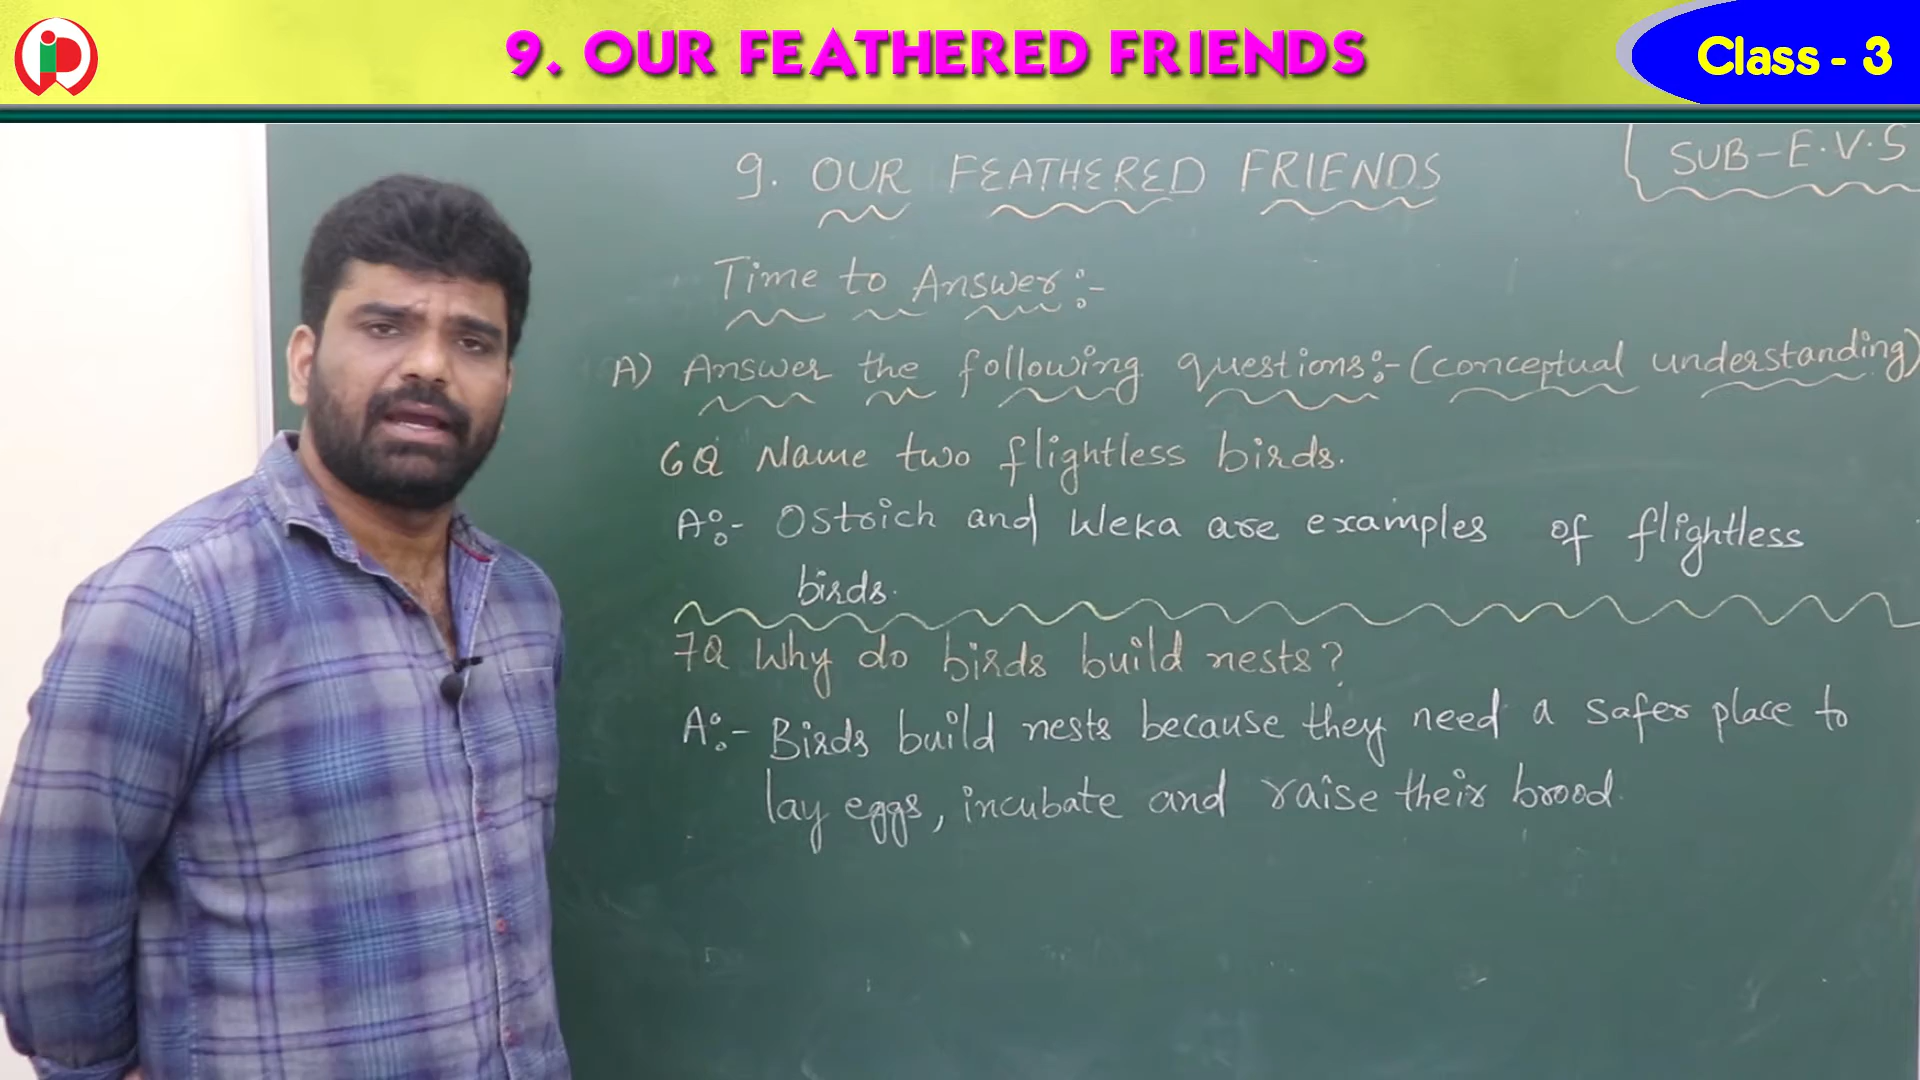 9. OUR FEATHERED FRIENDS
Class - 3
SUB-E.V.S
9. OUR FEATHERED FRIENDS
Time to Answer:-
A) Answer the following questions:- (conceptual understanding)
6Q Name two flightless birds.
A:- Ostrich and Weka are examples of flightless
birds.
7Q Why do birds build nests?
A:- Birds build nests because they need a safer place to
lay eggs, incubate and raise their brood.